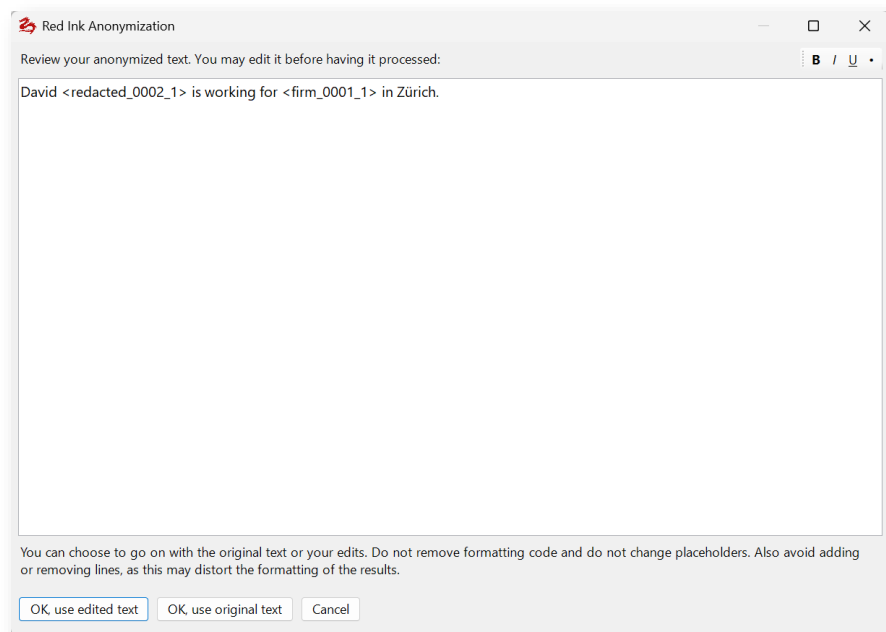 Red Ink Anonymization
Review your anonymized text. You may edit it before having it processed:
B I U •
David <redacted_0002_1> is working for <firm_0001_1> in Zürich.
You can choose to go on with the original text or your edits. Do not remove formatting code and do not change placeholders. Also avoid adding
or removing lines, as this may distort the formatting of the results.
OK, use edited text OK, use original text Cancel